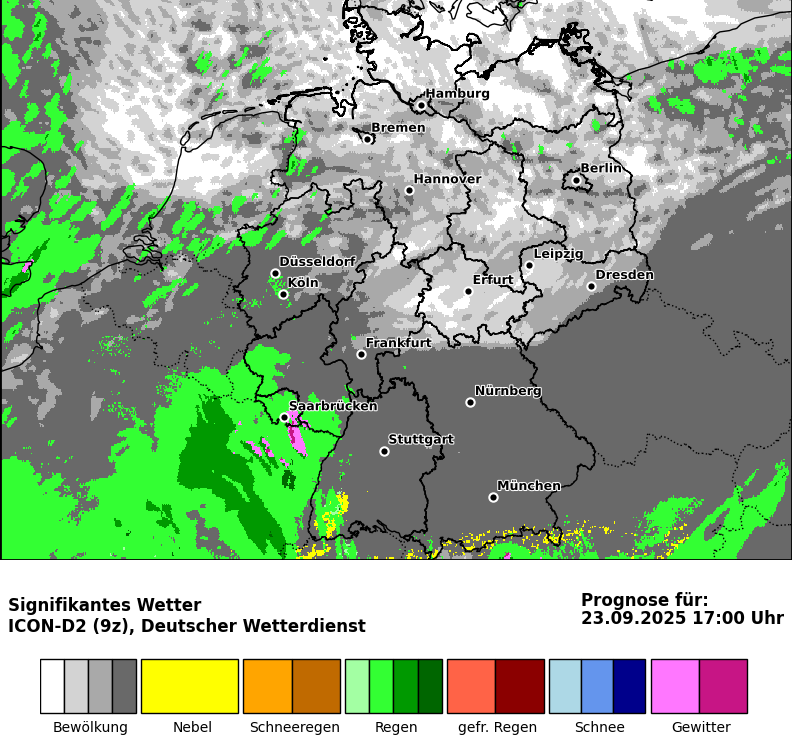 Hamburg
Bremen
Berlin
Hannover
Leipzig
Düsseldorf
Dresden
Köln
Erfurt
Frankfurt
Nürnberg
Saarbrücken
Stuttgart
München
Signifikantes Wetter
ICON-D2 (9z), Deutscher Wetterdienst
Prognose für:
23.09.2025 17:00 Uhr
Bewölkung Nebel Schneeregen Regen gefr. Regen Schnee Gewitter